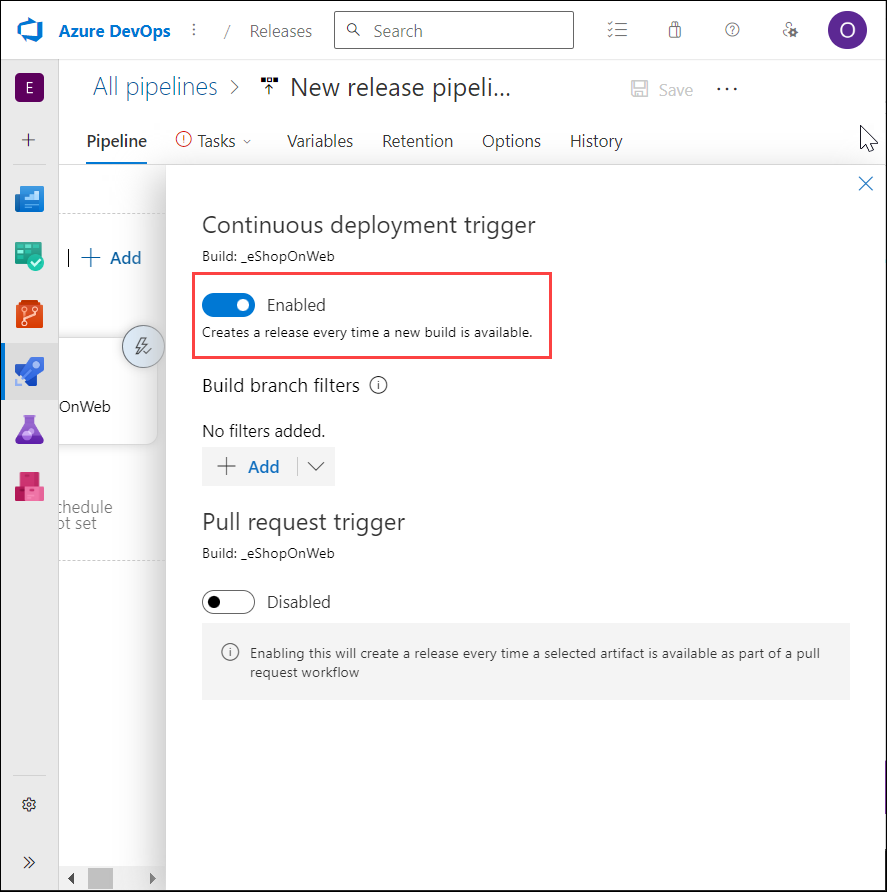 Azure DevOps / Releases Search O
E All pipelines > New release pipeli... Save ...
Pipeline Tasks Variables Retention Options History
Continuous deployment trigger
Build: _eShopOnWeb
| + Add
Enabled
Creates a release every time a new build is available.
Build branch filters
OnWeb
No filters added.
+ Add
chedule
ot set
Pull request trigger
Build: _eShopOnWeb
Disabled
Enabling this will create a release every time a selected artifact is available as part of a pull
request workflow